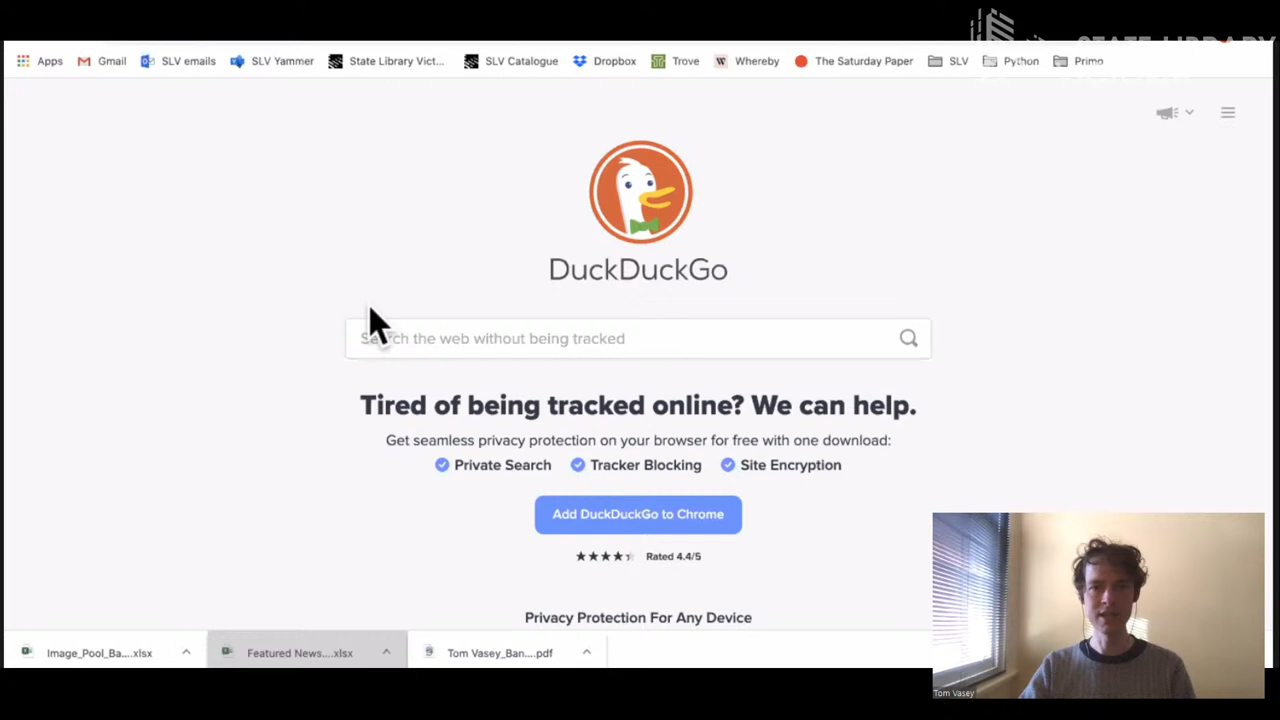 STATE LIBRARY
Apps Gmail SLV emails SLV Yammer State Library Vict... SLV Catalogue Dropbox Trove Whereby The Saturday Paper SLV Python Primo
DuckDuckGo
Search the web without being tracked
Tired of being tracked online? We can help.
Get seamless privacy protection on your browser for free with one download:
Private Search Tracker Blocking Site Encryption
Add DuckDuckGo to Chrome
Rated 4.4/5
Privacy Protection For Any Device
Image_Pool_Ba....xlsx Featured News....xlsx Tom Vasey_Ban....pdf
Tom Vasey